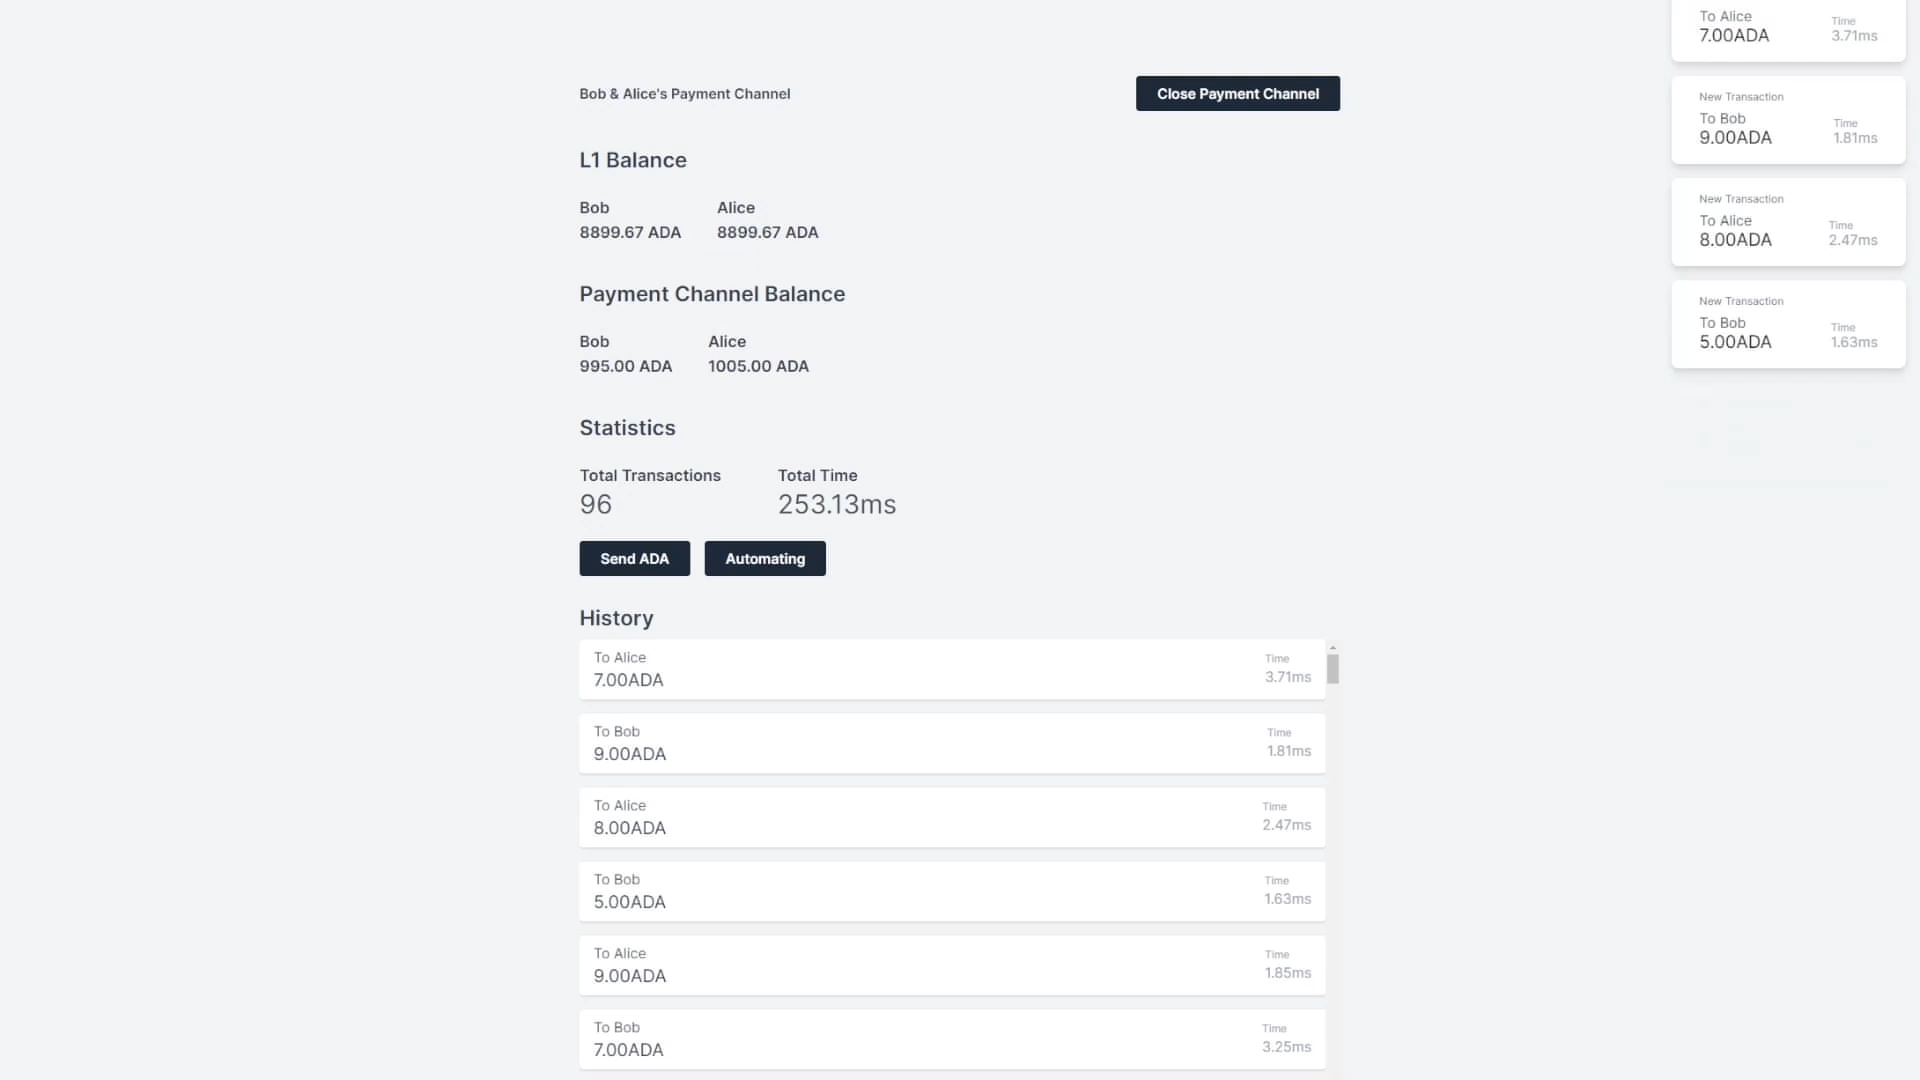 Bob & Alice's Payment Channel
Close Payment Channel
L1 Balance
Bob
8899.67 ADA
Alice
8899.67 ADA
Payment Channel Balance
Bob
995.00 ADA
Alice
1005.00 ADA
Statistics
Total Transactions
96
Total Time
253.13ms
Send ADA
Automating
History
To Alice
7.00ADA
Time
3.71ms
To Bob
9.00ADA
Time
1.81ms
To Alice
8.00ADA
Time
2.47ms
To Bob
5.00ADA
Time
1.63ms
To Alice
9.00ADA
Time
1.85ms
To Bob
7.00ADA
Time
3.25ms
To Alice
7.00ADA
Time
3.71ms
New Transaction
To Bob
9.00ADA
Time
1.81ms
New Transaction
To Alice
8.00ADA
Time
2.47ms
New Transaction
To Bob
5.00ADA
Time
1.63ms